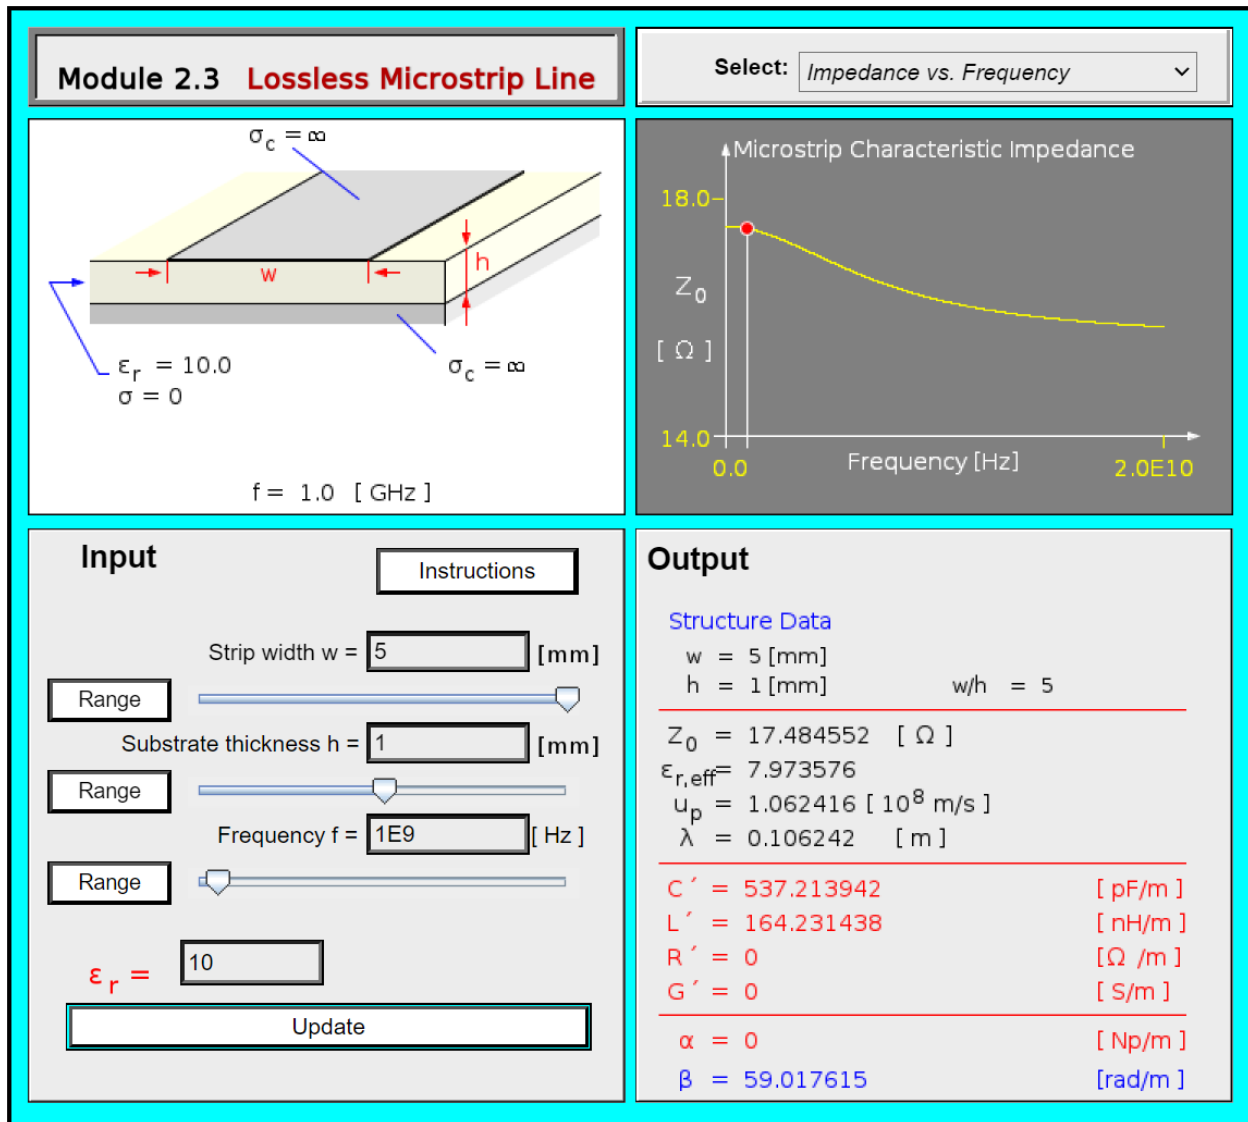 Module 2.3 Lossless Microstrip Line
Select: Impedance vs. Frequency
σc = ∞
w
h
εr = 10.0
σ = 0
σc = ∞
f = 1.0 [ GHz ]
Microstrip Characteristic Impedance
18.0
Z0
[ Ω ]
14.0
0.0
Frequency [Hz]
2.0E10
Input
Instructions
Strip width w = 5 [mm]
Range
Substrate thickness h = 1 [mm]
Range
Frequency f = 1E9 [ Hz ]
Range
εr = 10
Update
Output
Structure Data
w = 5 [mm]
h = 1 [mm] w/h = 5
Z0 = 17.484552 [ Ω ]
εr,eff = 7.973576
up = 1.062416 [ 10⁸ m/s ]
λ = 0.106242 [ m ]
C´ = 537.213942 [ pF/m ]
L´ = 164.231438 [ nH/m ]
R´ = 0 [Ω /m ]
G´ = 0 [ S/m ]
α = 0 [ Np/m ]
β = 59.017615 [rad/m ]